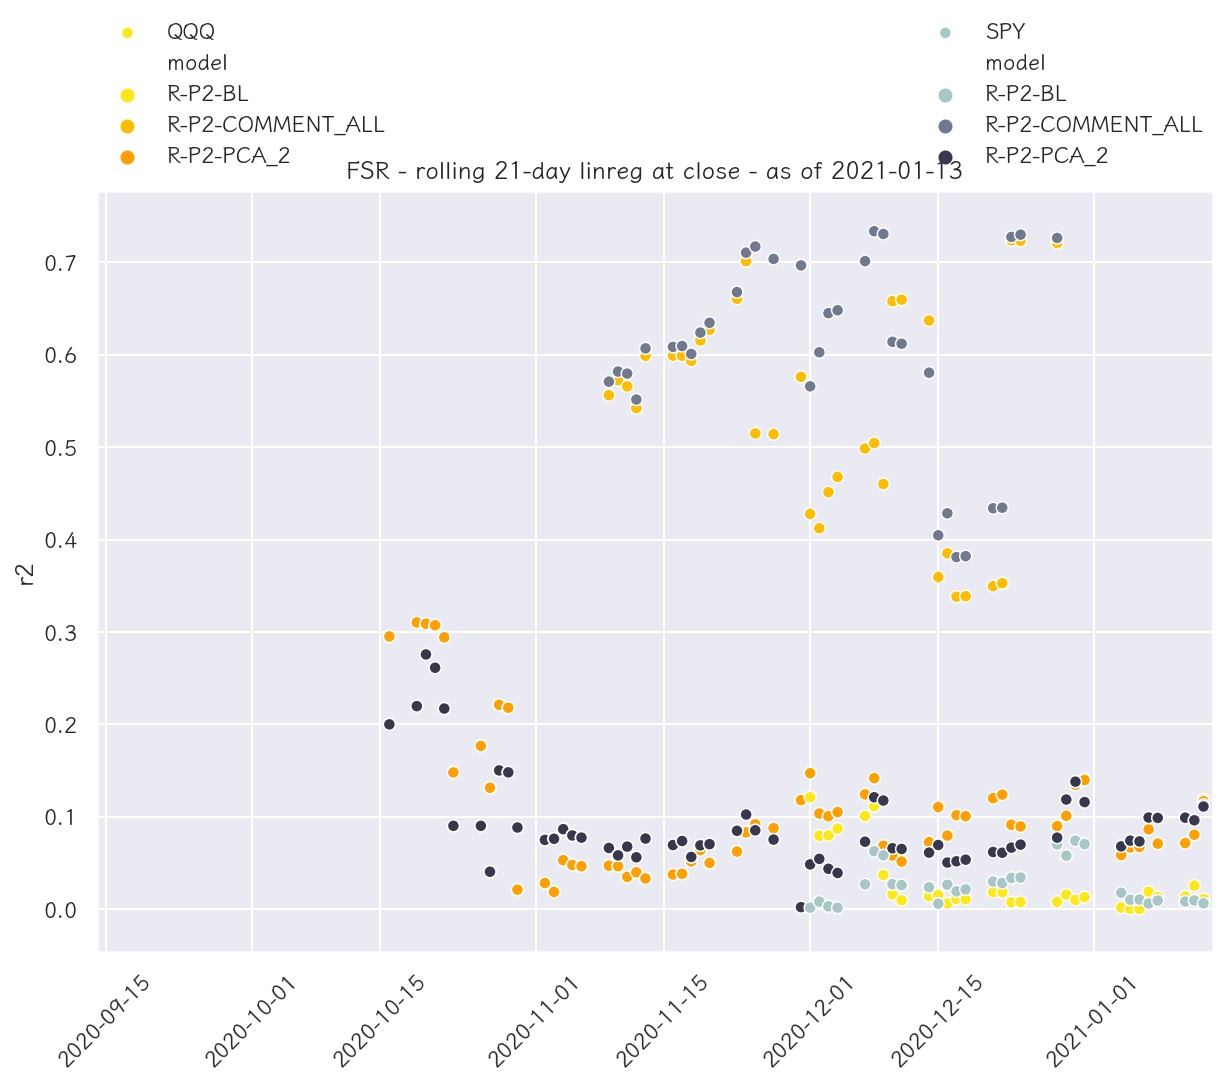 QQQ
model
R-P2-BL
R-P2-COMMENT_ALL
R-P2-PCA_2
SPY
model
R-P2-BL
R-P2-COMMENT_ALL
R-P2-PCA_2
FSR - rolling 21-day linreg at close - as of 2021-01-13
r2
0.7
0.6
0.5
0.4
0.3
0.2
0.1
0.0
2020-09-15
2020-10-01
2020-10-15
2020-11-01
2020-11-15
2020-12-01
2020-12-15
2021-01-01